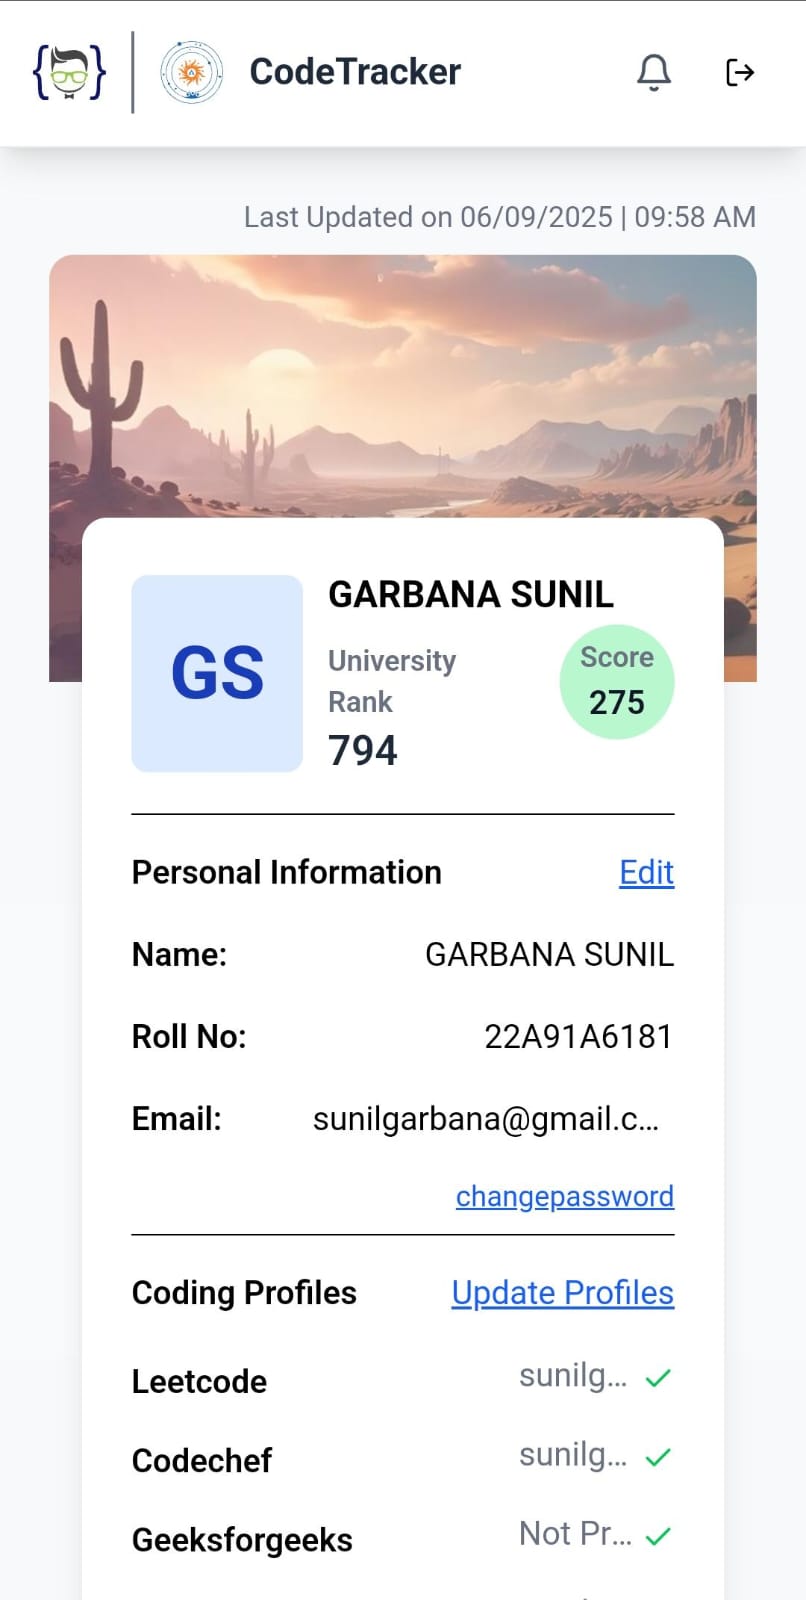 CodeTracker
Last Updated on 06/09/2025 | 09:58 AM
GS
GARBANA SUNIL
University
Rank
794
Score
275
Personal Information
Edit
Name:
GARBANA SUNIL
Roll No:
22A91A6181
Email:
sunilgarbana@gmail.c...
changepassword
Coding Profiles
Update Profiles
Leetcode
sunilg...
Codechef
sunilg...
Geeksforgeeks
Not Pr...